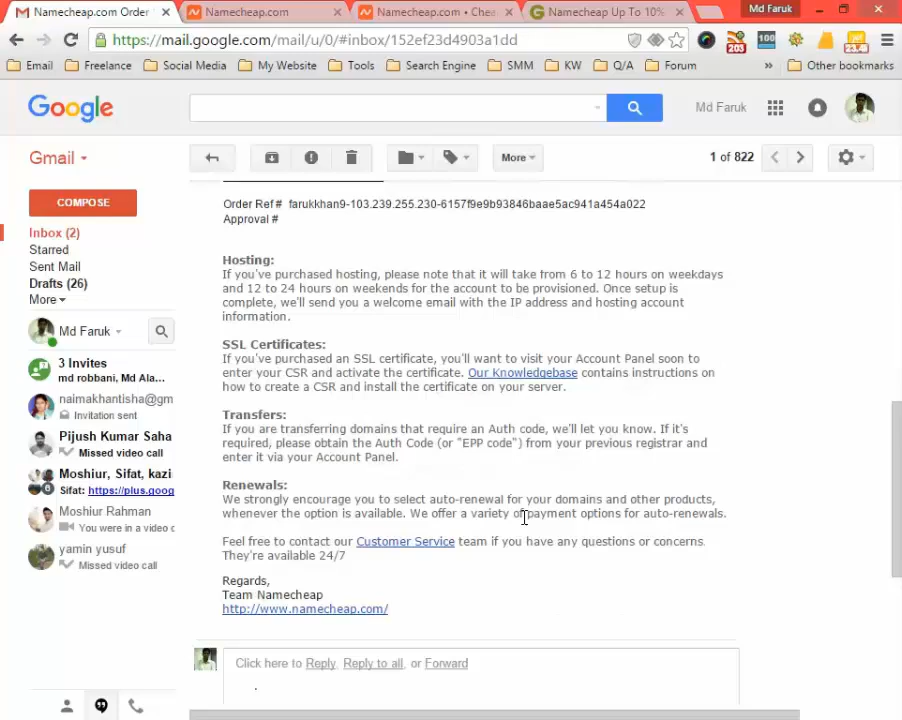 Namecheap.com Order
Namecheap.com
Namecheap.com • Chea
Namecheap Up To 10%
Md Faruk
https://mail.google.com/mail/u/0/#inbox/152ef23d4903a1dd
203
100
Email
Freelance
Social Media
My Website
Tools
Search Engine
SMM
KW
Q/A
Forum
»
Other bookmarks
Google
Md Faruk
Gmail
More
1 of 822
COMPOSE
Inbox (2)
Starred
Sent Mail
Drafts (26)
More
Md Faruk
3 Invites
md robbani, Md Ala...
naimakhantisha@gm
Invitation sent
Pijush Kumar Saha
Missed video call
Moshiur, Sifat, kazi
Sifat: https://plus.goog
Moshiur Rahman
You were in a video c
yamin yusuf
Missed video call
Order Ref # farukkhan9-103.239.255.230-6157f9e9b93846baae5ac941a454a022
Approval #
Hosting:
If you've purchased hosting, please note that it will take from 6 to 12 hours on weekdays
and 12 to 24 hours on weekends for the account to be provisioned. Once setup is
complete, we'll send you a welcome email with the IP address and hosting account
information.
SSL Certificates:
If you've purchased an SSL certificate, you'll want to visit your Account Panel soon to
enter your CSR and activate the certificate. Our Knowledgebase contains instructions on
how to create a CSR and install the certificate on your server.
Transfers:
If you are transferring domains that require an Auth code, we'll let you know. If it's
required, please obtain the Auth Code (or "EPP code") from your previous registrar and
enter it via your Account Panel.
Renewals:
We strongly encourage you to select auto-renewal for your domains and other products,
whenever the option is available. We offer a variety of payment options for auto-renewals.
Feel free to contact our Customer Service team if you have any questions or concerns.
They're available 24/7
Regards,
Team Namecheap
http://www.namecheap.com/
Click here to Reply, Reply to all, or Forward